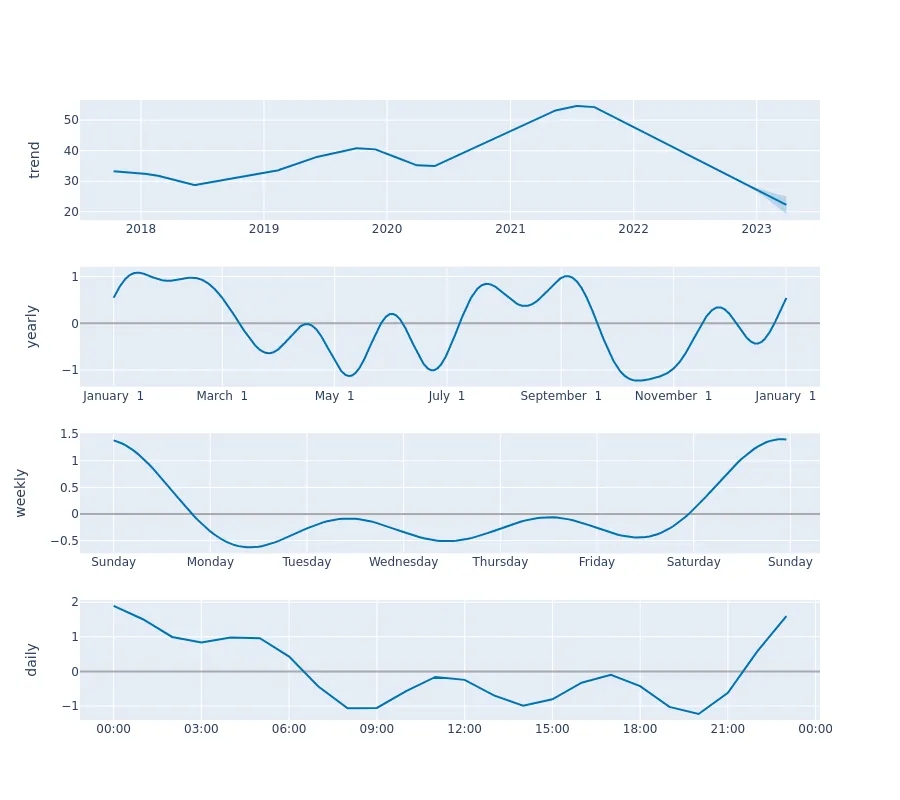 trend
50
40
30
20
2018 2019 2020 2021 2022 2023
yearly
1
0
−1
January 1 March 1 May 1 July 1 September 1 November 1 January 1
weekly
1.5
1
0.5
0
−0.5
Sunday Monday Tuesday Wednesday Thursday Friday Saturday Sunday
daily
2
1
0
−1
00:00 03:00 06:00 09:00 12:00 15:00 18:00 21:00 00:00